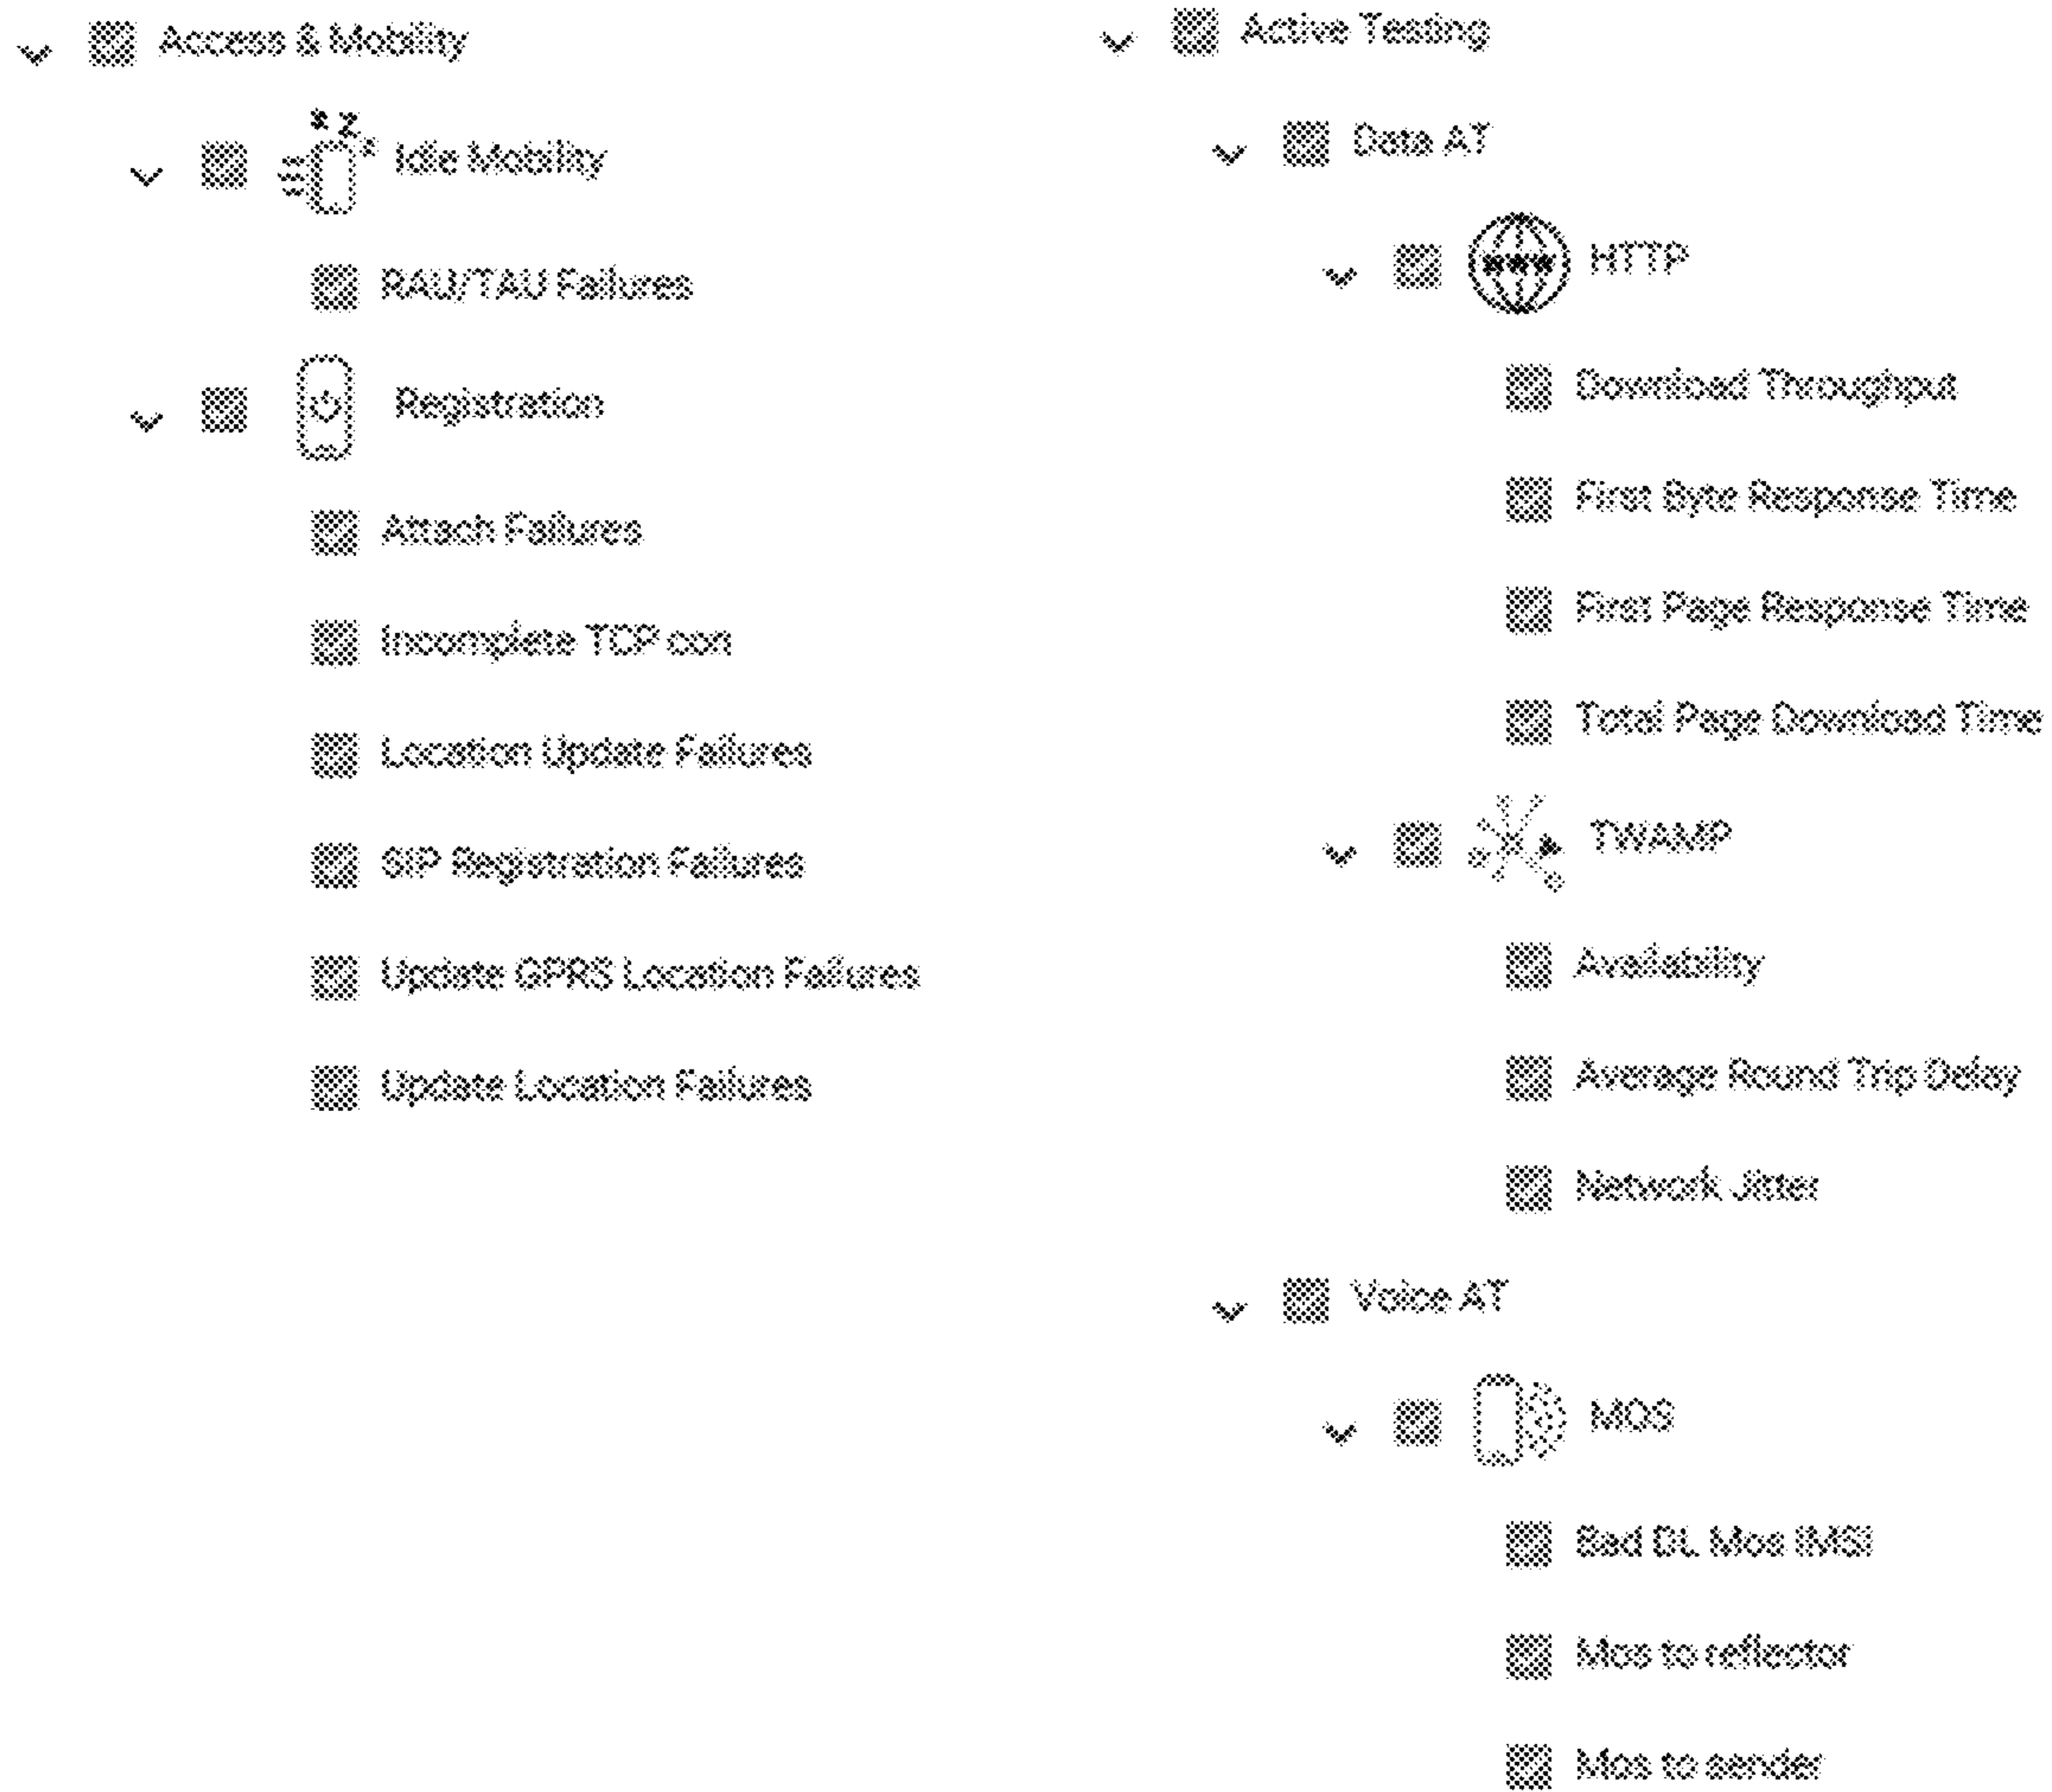 Access & Mobility
Idle Mobility
RAU/TAU Failures
Registration
Attach Failures
Incomplete TCP con
Location Update Failures
SIP Registration Failures
Update GPRS Location Failures
Update Location Failures
Active Testing
Data AT
www
HTTP
Download Throughput
First Byte Response Time
First Page Response Time
Total Page Download Time
TWAMP
Availability
Average Round Trip Delay
Network Jitter
Voice AT
MOS
Bad DL Mos IMSI
Mos to reflector
Mos to sender